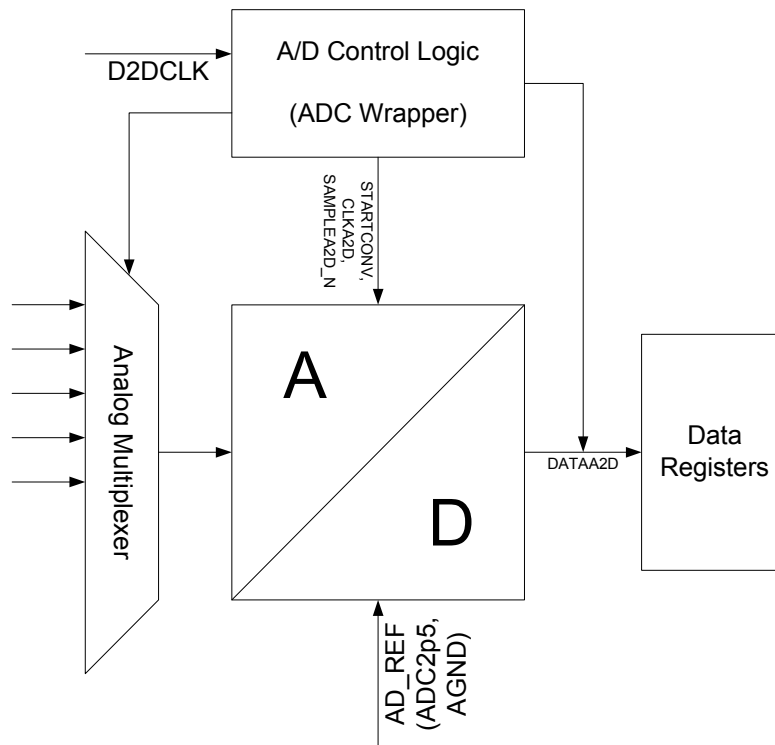 D2DCLK
A/D Control Logic
(ADC Wrapper)
STARTCONV,
CLKA2D,
SAMPLEA2D_N
Analog Multiplexer
A
D
DATAA2D
Data
Registers
AD_REF
(ADC2p5,
AGND)